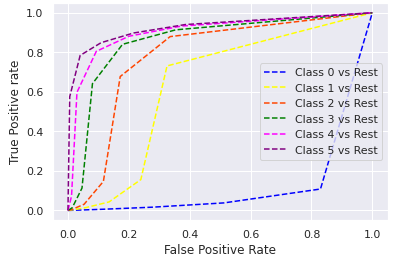 1.0
0.8
0.6
0.4
0.2
0.0
True Positive rate
Class 0 vs Rest
Class 1 vs Rest
Class 2 vs Rest
Class 3 vs Rest
Class 4 vs Rest
Class 5 vs Rest
0.0 0.2 0.4 0.6 0.8 1.0
False Positive Rate